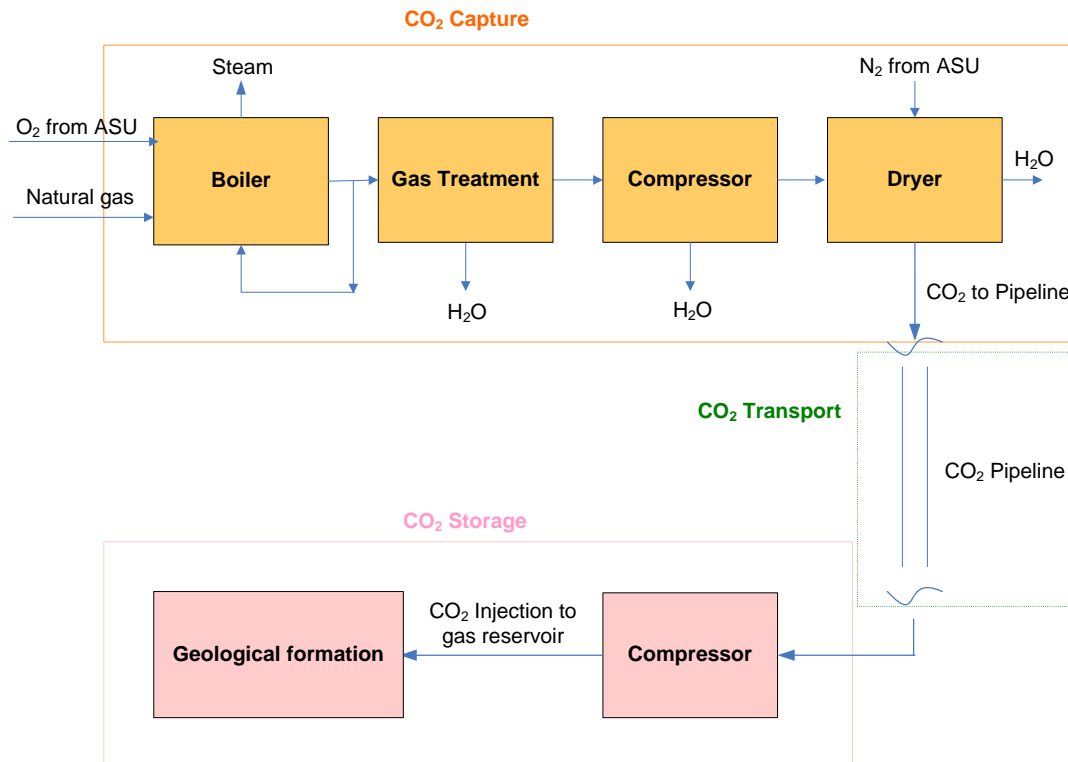 CO₂ Capture
Steam
N₂ from ASU
O₂ from ASU
Natural gas
Boiler
Gas Treatment
Compressor
Dryer
H₂O
H₂O
H₂O
CO₂ to Pipeline
CO₂ Transport
CO₂ Pipeline
CO₂ Storage
Geological formation
CO₂ Injection to
gas reservoir
Compressor